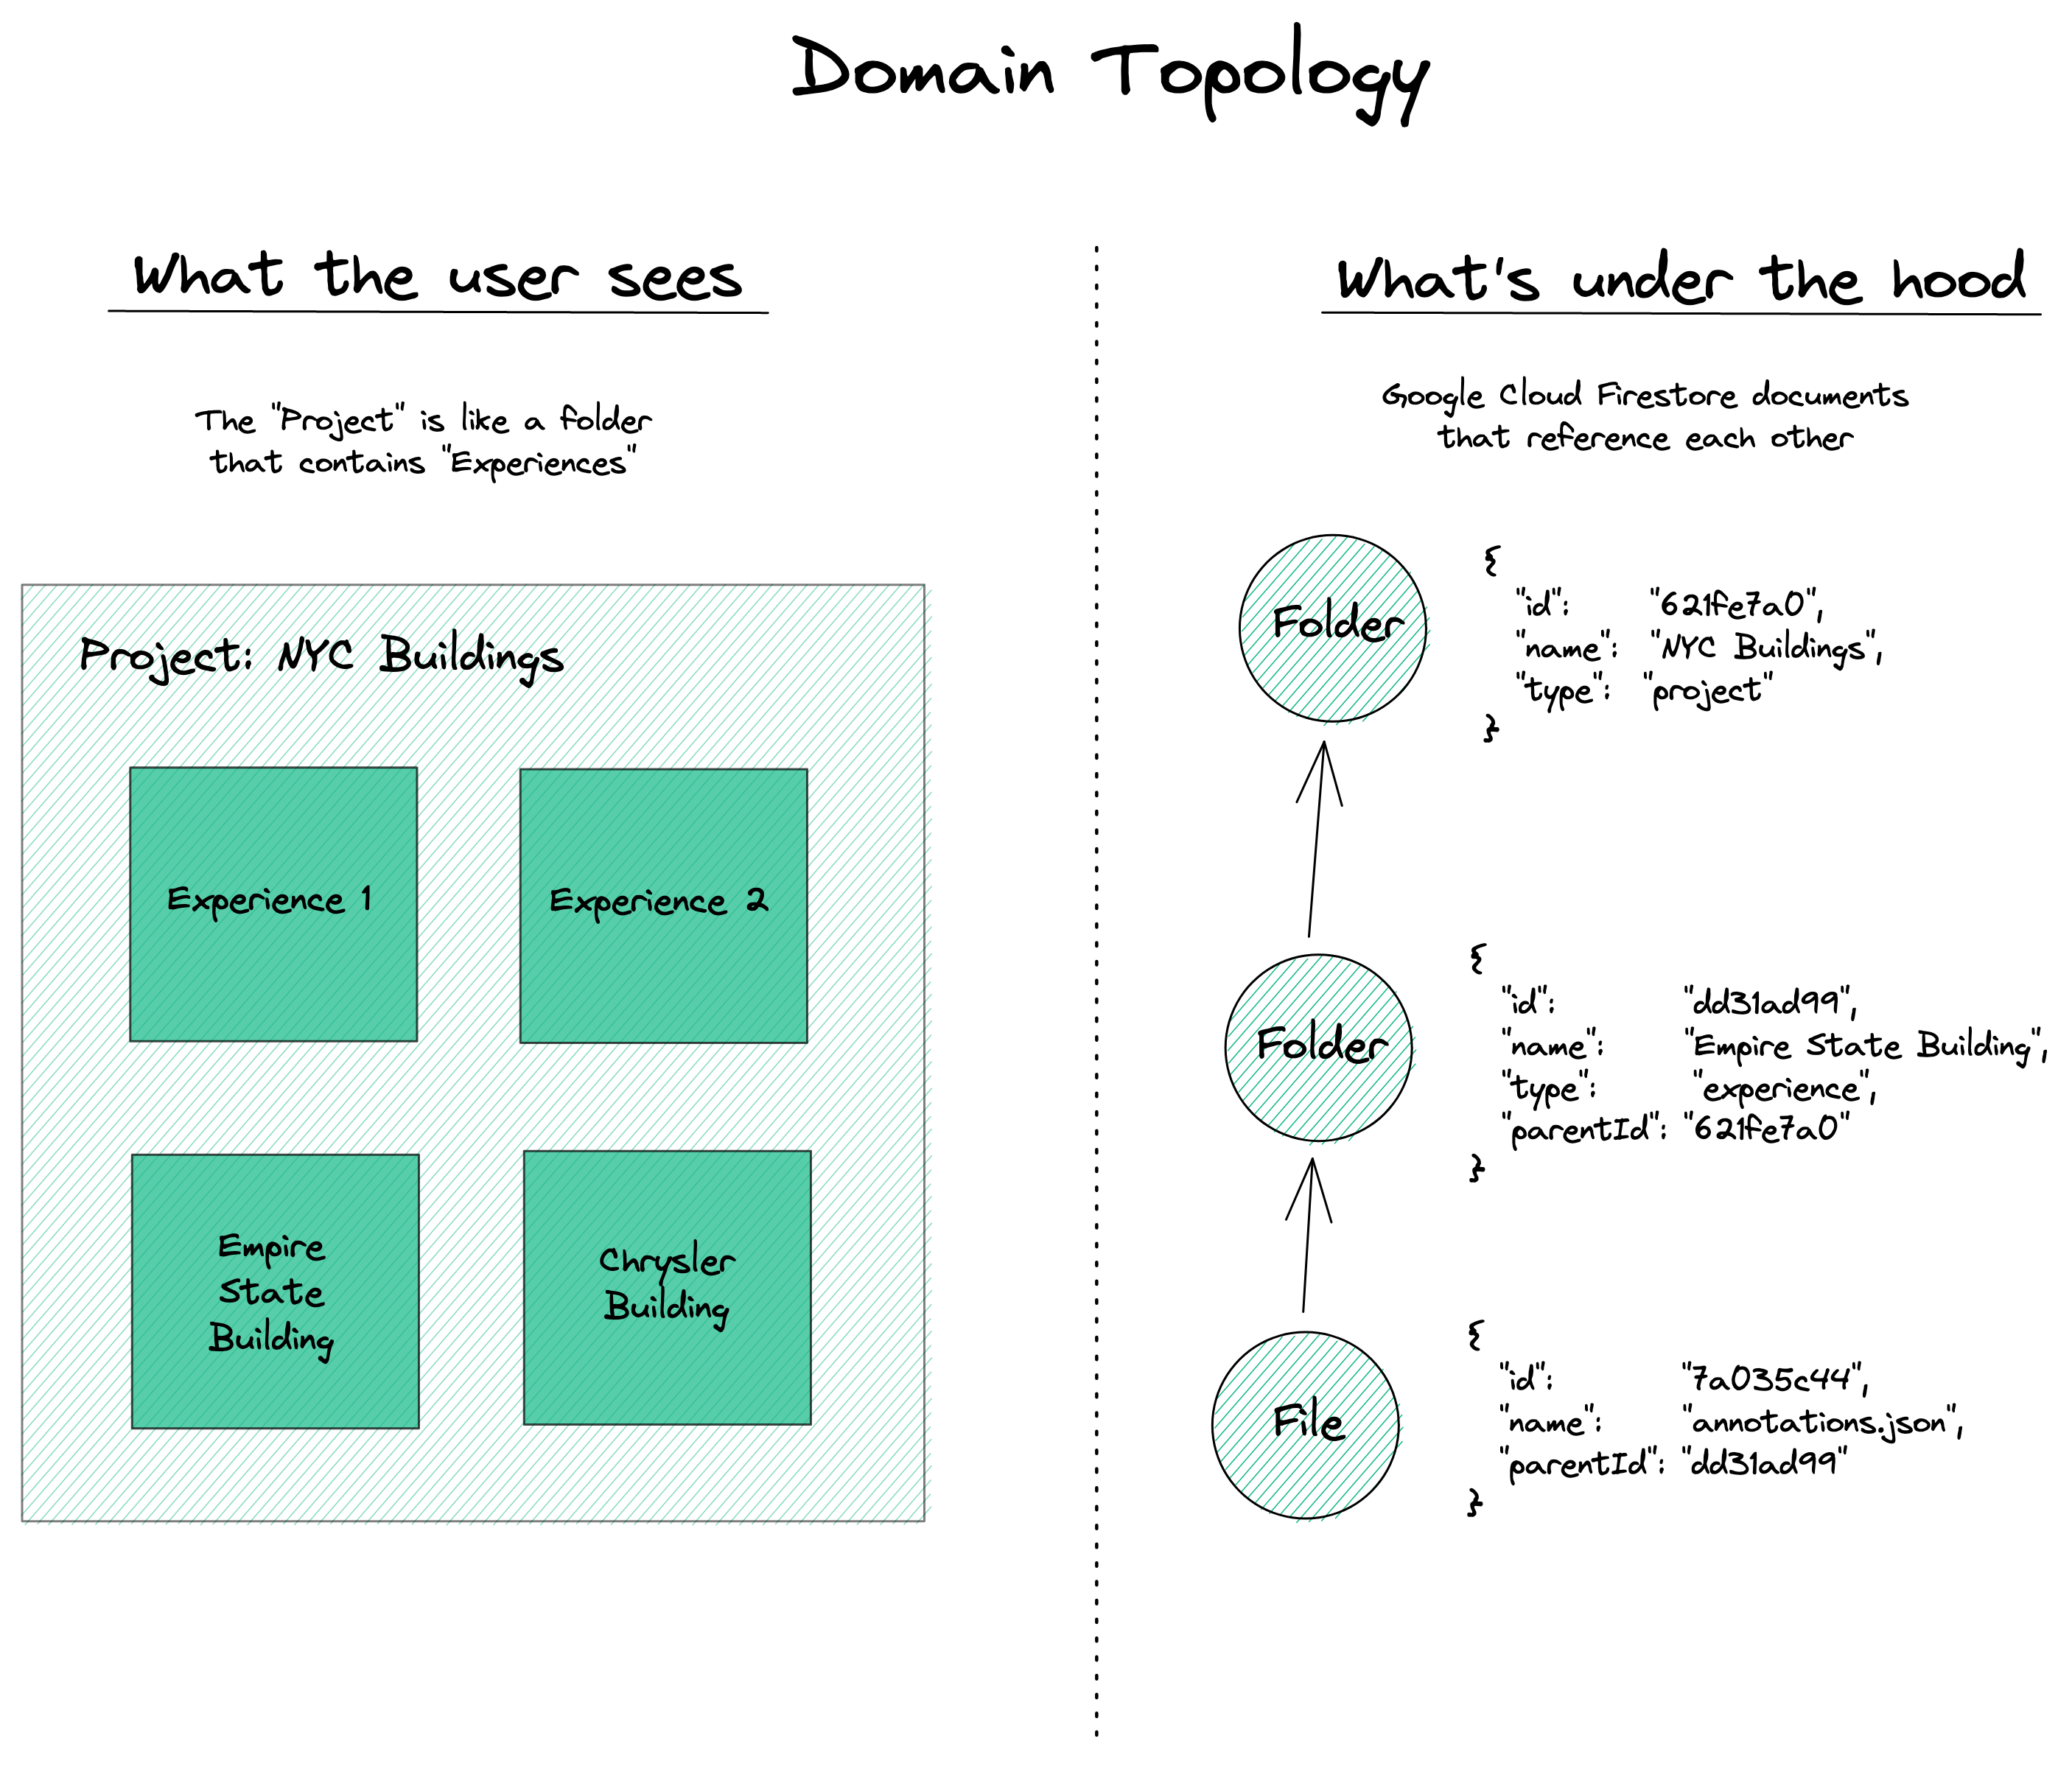 Domain Topology
What the user sees
The "Project" is like a folder
that contains "Experiences"
Project: NYC Buildings
Experience 1
Experience 2
Empire
State
Building
Chrysler
Building
What's under the hood
Google Cloud Firestore documents
that reference each other
Folder
{
"id": "621fe7a0",
"name": "NYC Buildings",
"type": "project"
}
Folder
{
"id": "dd31ad99",
"name": "Empire State Building",
"type": "experience",
"parentId": "621fe7a0"
}
File
{
"id": "7a035c44",
"name": "annotations.json",
"parentId": "dd31ad99"
}